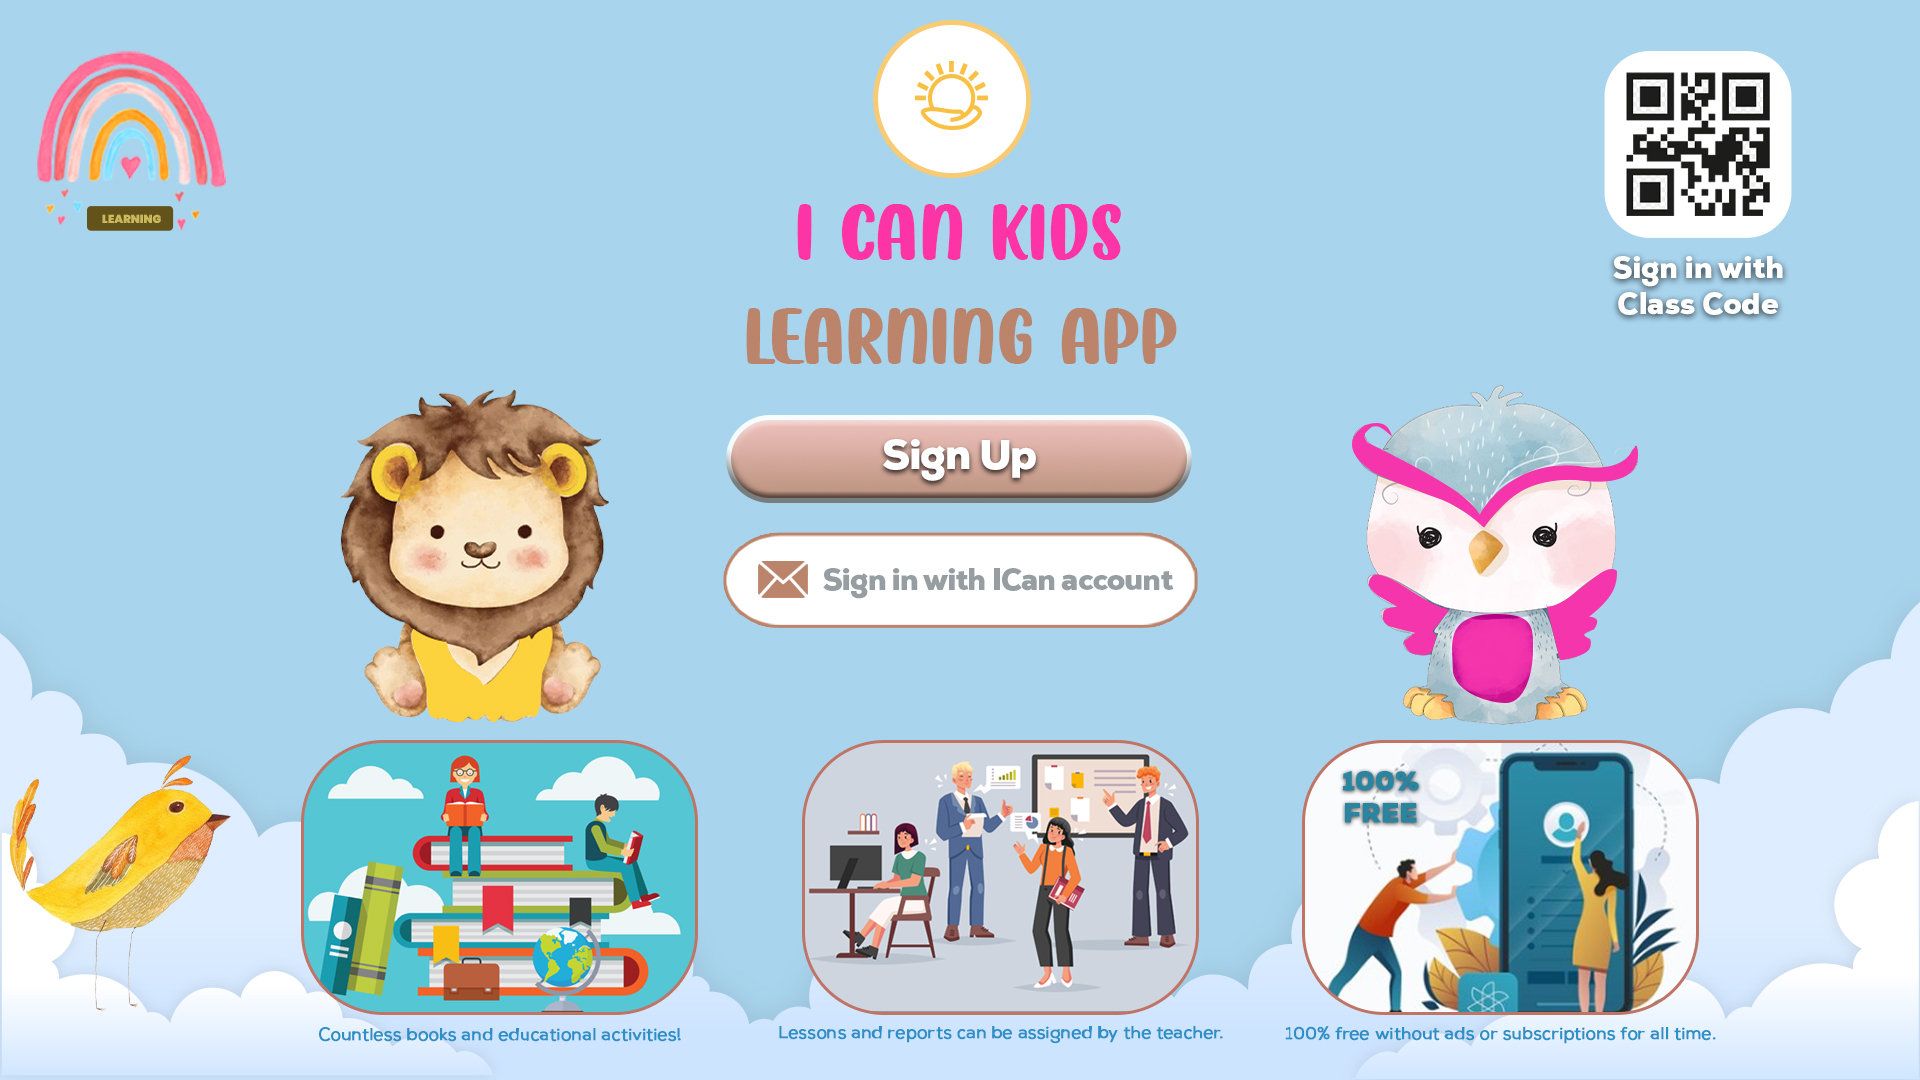 LEARNING
I CAN KIDS
LEARNING APP
Sign in with
Class Code
Sign Up
Sign in with ICan account
100%
FREE
Countless books and educational activities!
Lessons and reports can be assigned by the teacher.
100% free without ads or subscriptions for all time.